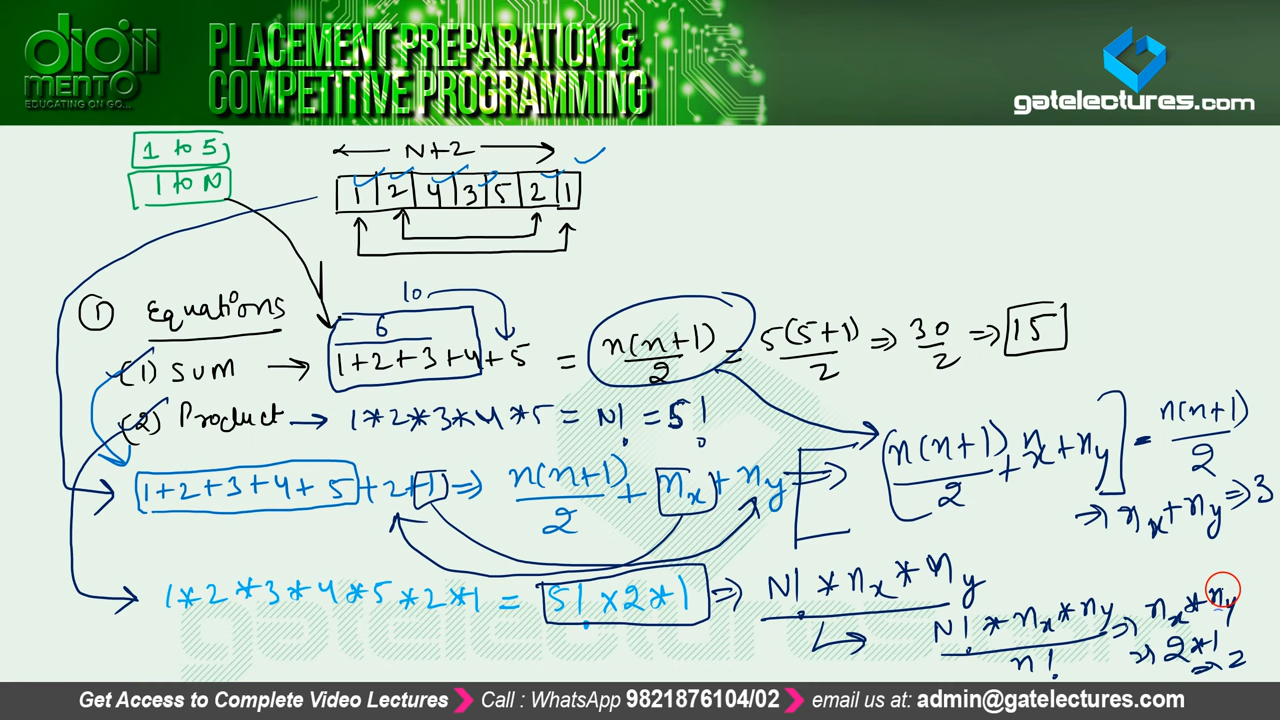 DIGII MENTO
EDUCATING ON GO...
PLACEMENT PREPARATION &
COMPETITIVE PROGRAMMING
gatelectures.com
1 to 5
1 to N
N+2
1 2 4 3 5 2 1
① Equations
10
6
(1) Sum → 1+2+3+4+5 = n(n+1)/2 = 5(5+1)/2 ⇒ 30/2 ⇒ 15
(2) Product → 1*2*3*4*5 = N! = 5!
1+2+3+4+5+2+1 ⇒ n(n+1)/2 + nx + ny ⇒ [n(n+1)/2 + x + ny] - n(n+1)/2
⇒ nx + ny ⇒ 3
1*2*3*4*5*2*1 = 5! × 2*1 ⇒ N! * nx * ny
N! * nx * ny / n! ⇒ nx * ny
⇒ 2*1
⇒ 2
gatelectures.com
Get Access to Complete Video Lectures
Call : WhatsApp 9821876104/02
email us at: admin@gatelectures.com